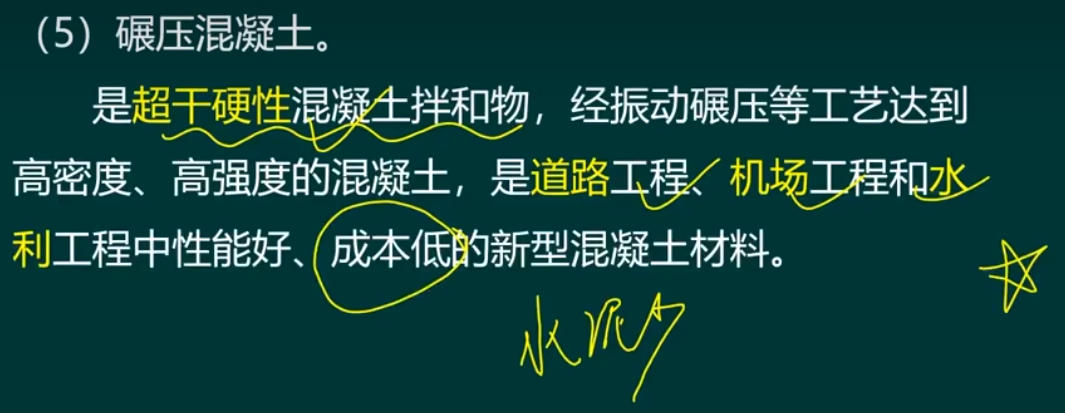 （5）碾压混凝土。
是超干硬性混凝土拌和物，经振动碾压等工艺达到
高密度、高强度的混凝土，是道路工程、机场工程和水
利工程中性能好、成本低的新型混凝土材料。
水泥少